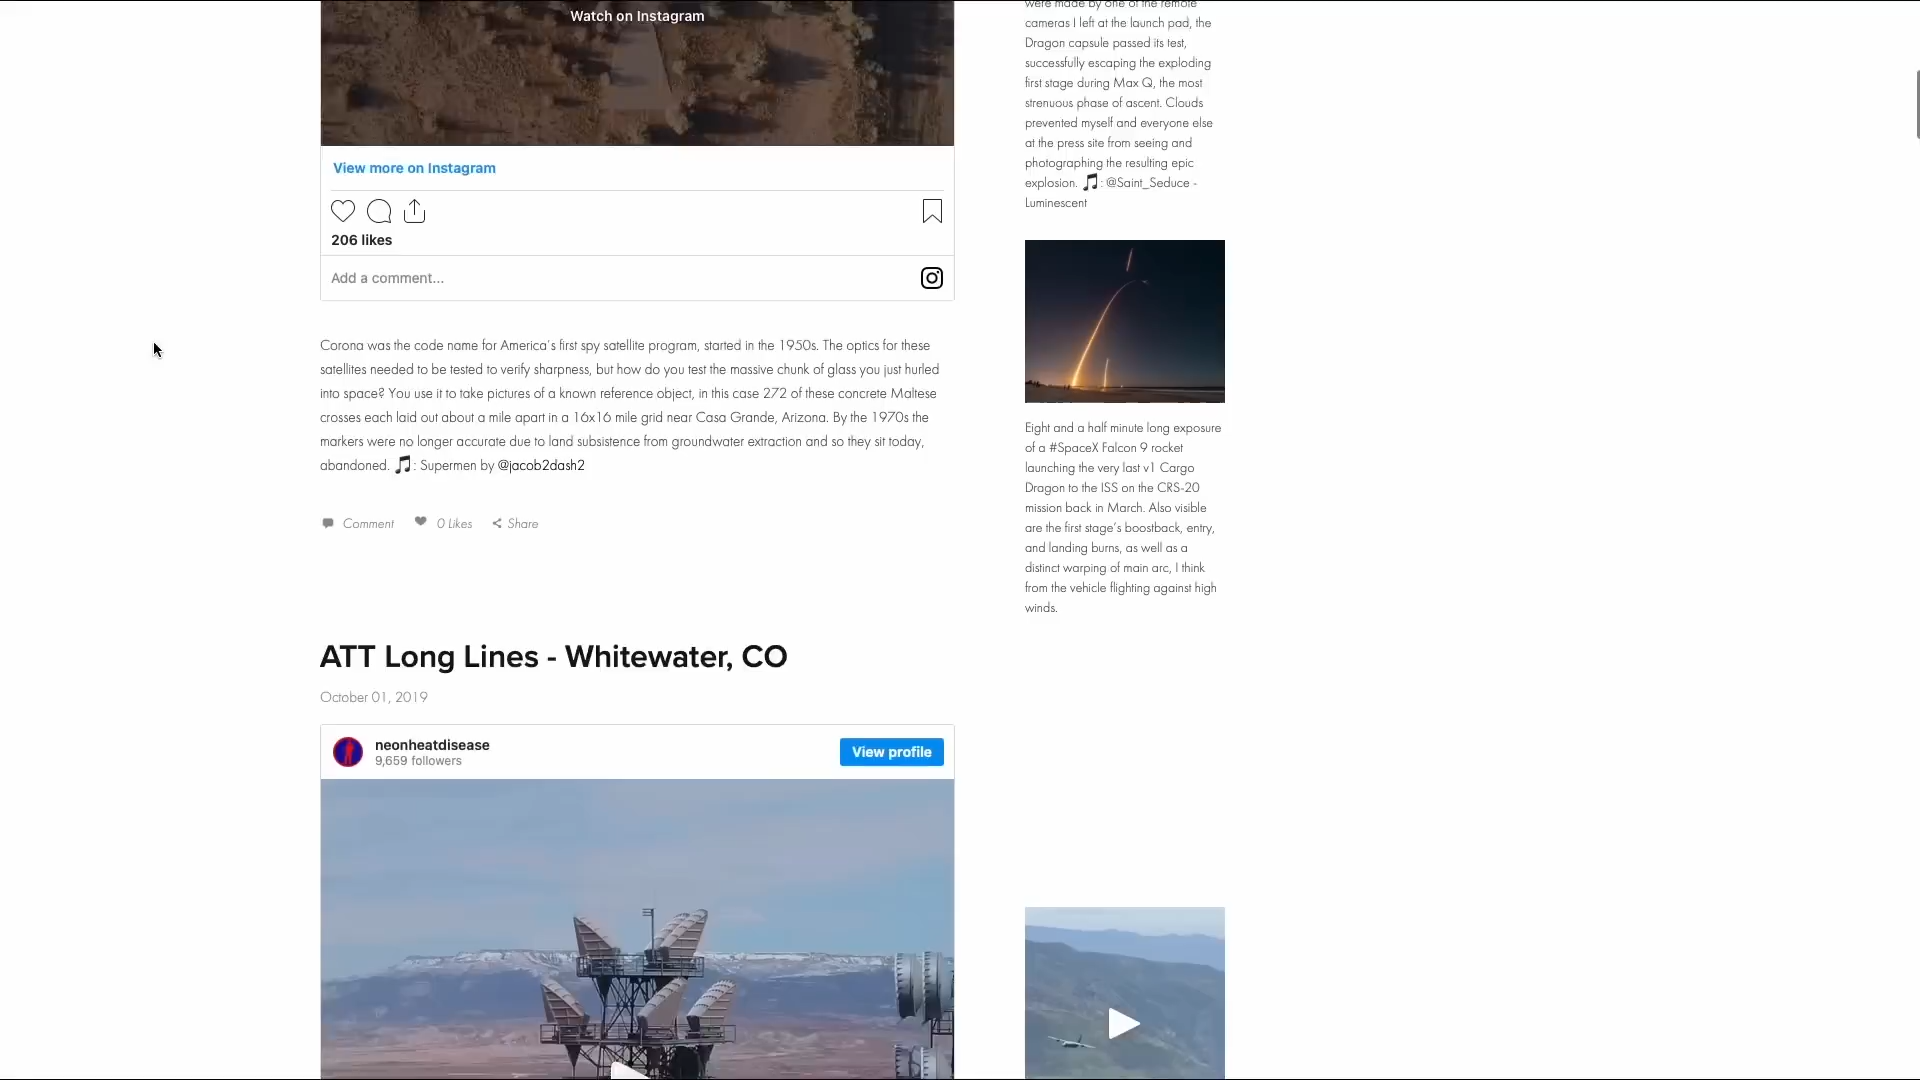 Watch on Instagram
View more on Instagram
206 likes
Add a comment...
Corona was the code name for America's first spy satellite program, started in the 1950s. The optics for these
satellites needed to be tested to verify sharpness, but how do you test the massive chunk of glass you just hurled
into space? You use it to take pictures of a known reference object, in this case 272 of these concrete Maltese
crosses each laid out about a mile apart in a 16x16 mile grid near Casa Grande, Arizona. By the 1970s the
markers were no longer accurate due to land subsistence from groundwater extraction and so they sit today,
abandoned. 🎵: Supermen by @jacob2dash2
Comment 0 Likes Share
ATT Long Lines - Whitewater, CO
October 01, 2019
neonheatdisease
9,659 followers
View profile
were made by one of the remote
cameras I left at the launch pad, the
Dragon capsule passed its test,
successfully escaping the exploding
first stage during Max Q, the most
strenuous phase of ascent. Clouds
prevented myself and everyone else
at the press site from seeing and
photographing the resulting epic
explosion. 🎵: @Saint_Seduce -
Luminescent
Eight and a half minute long exposure
of a #SpaceX Falcon 9 rocket
launching the very last v1 Cargo
Dragon to the ISS on the CRS-20
mission back in March. Also visible
are the first stage's boostback, entry,
and landing burns, as well as a
distinct warping of main arc, I think
from the vehicle flighting against high
winds.